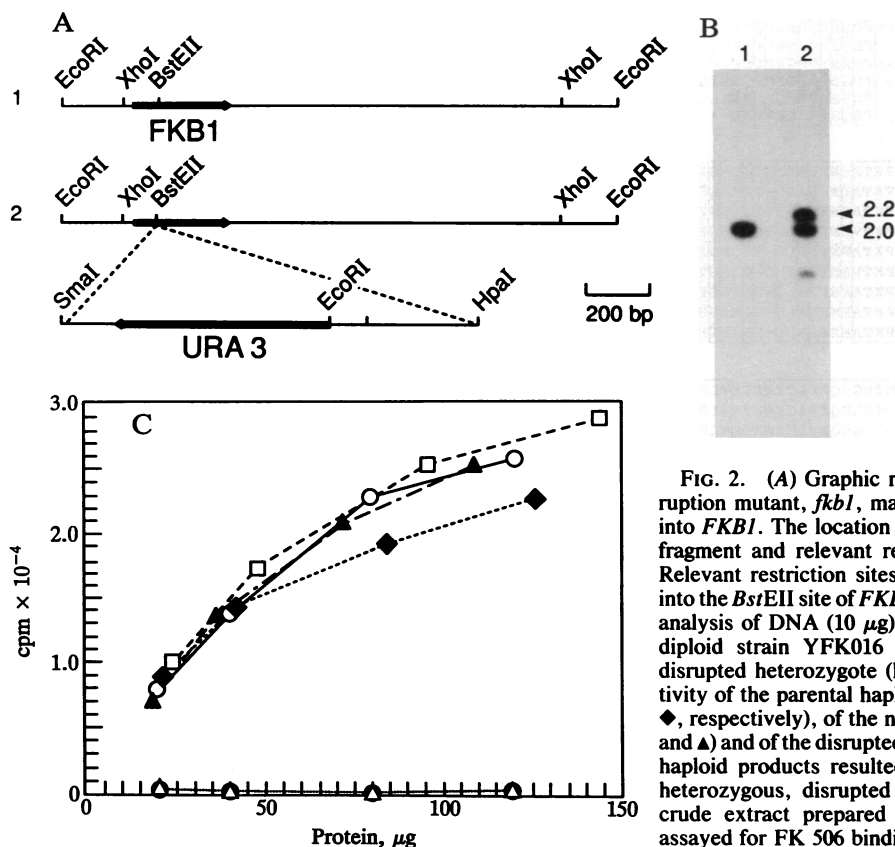 A
EcoRI XhoI BstEII XhoI EcoRI
1
FKB1
EcoRI XhoI BstEII XhoI EcoRI
2
SmaI EcoRI HpaI
URA 3
200 bp
B
1 2
2.2
2.0
C
3.0
2.0
1.0
0
cpm × 10⁻⁴
0 50 100 150
Protein, μg
FIG. 2. (A) Graphic
ruption mutant, fkb1, ma
into FKB1. The location
fragment and relevant re
Relevant restriction sites
into the BstEII site of FK
analysis of DNA (10 μg)
diploid strain YFK016
disrupted heterozygote (
tivity of the parental hap
◆, respectively), of the n
and ▲) and of the disrupted
haploid products resulted
heterozygous, disrupted
crude extract prepared
assayed for FK 506 bindi